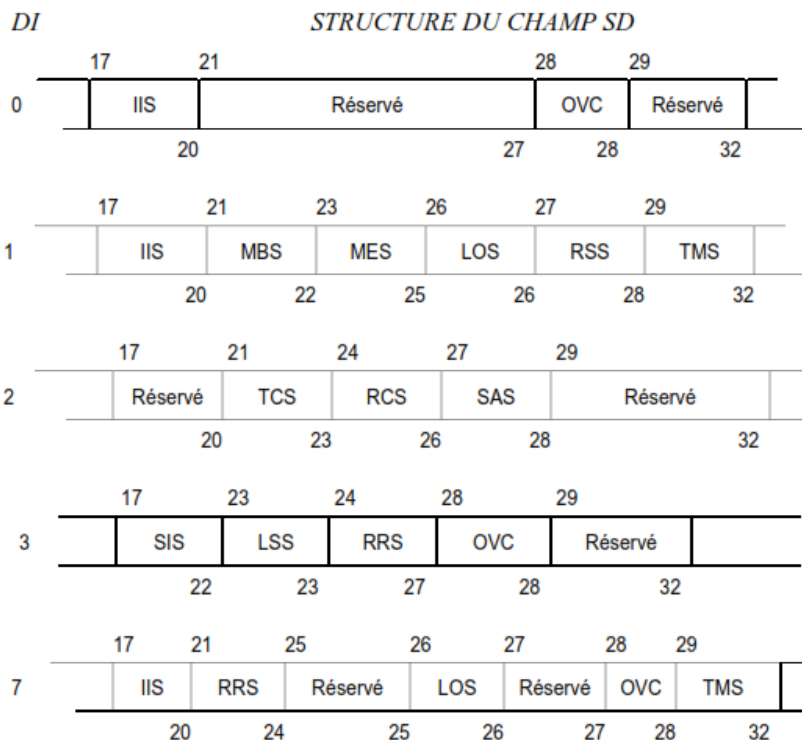 DI STRUCTURE DU CHAMP SD
17 21 28 29
0 IIS Réservé OVC Réservé
20 27 28 32
17 21 23 26 27 29
1 IIS MBS MES LOS RSS TMS
20 22 25 26 28 32
17 21 24 27 29
2 Réservé TCS RCS SAS Réservé
20 23 26 28 32
17 23 24 28 29
3 SIS LSS RRS OVC Réservé
22 23 27 28 32
17 21 25 26 27 28 29
7 IIS RRS Réservé LOS Réservé OVC TMS
20 24 25 26 27 28 32